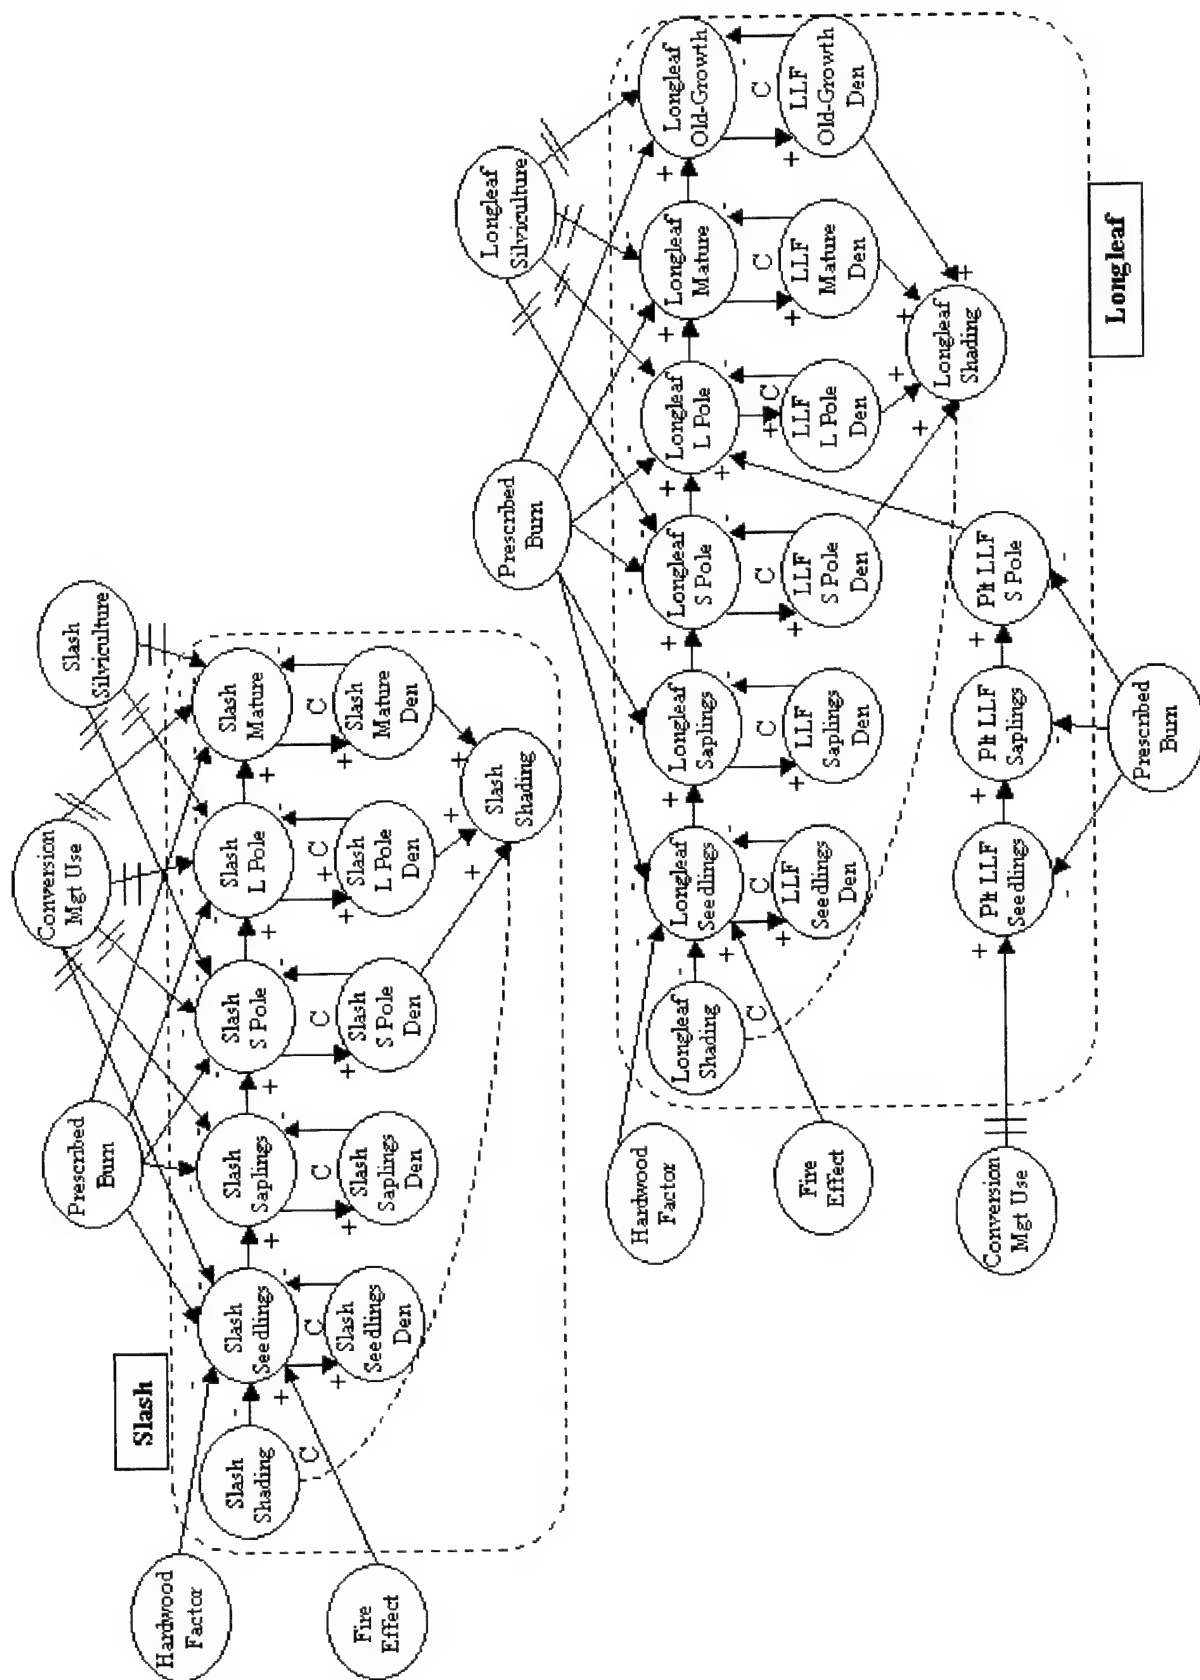 Conversion
Mgt Use
Slash
Silviculture
Prescribed
Burn
Slash
Hardwood
Factor
Slash
Shading
Slash
Seedlings
Slash
Saplings
Slash
S Pole
Slash
L Pole
Slash
Mature
C
C
C
C
+ C
C
Fire
Effect
Slash
Seedlings
Den
Slash
Saplings
Den
Slash
S Pole
Den
Slash
L Pole
Den
Slash
Mature
Den
Slash
Shading
Longleaf
Silviculture
Prescribed
Burn
Hardwood
Factor
Longleaf
Shading
Longleaf
Seedlings
Longleaf
Saplings
Longleaf
S Pole
Longleaf
L Pole
Longleaf
Mature
Longleaf
Old-Growth
C
C
C
C
C
C
C
Fire
Effect
LLF
Seedlings
Den
LLF
Saplings
Den
LLF
S Pole
Den
LLF
L Pole
Den
LLF
Mature
Den
LLF
Old-Growth
Den
Longleaf
Shading
Conversion
Mgt Use
Plt LLF
Seedlings
Plt LLF
Saplings
Plt LLF
S Pole
Prescribed
Burn
Longleaf